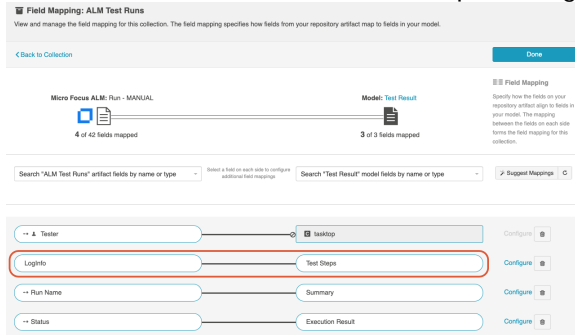 Field Mapping: ALM Test Runs
View and manage the field mapping for this collection. The field mapping specifies how fields from your repository artifact map to fields in your model.
Back to Collection
Done
Micro Focus ALM: Run - MANUAL
Model: Test Result
4 of 42 fields mapped
3 of 3 fields mapped
Field Mapping
Specify how the fields on your
repository artifact align to fields in
your model. The mapping
between the fields on each side
forms the field mapping for this
collection.
Search "ALM Test Runs" artifact fields by name or type
Select a field on each side to configure
additional field mappings
Search "Test Result" model fields by name or type
Suggest Mappings
Tester
tasktop
Configure
LogInfo
Test Steps
Configure
Run Name
Summary
Configure
Status
Execution Result
Configure